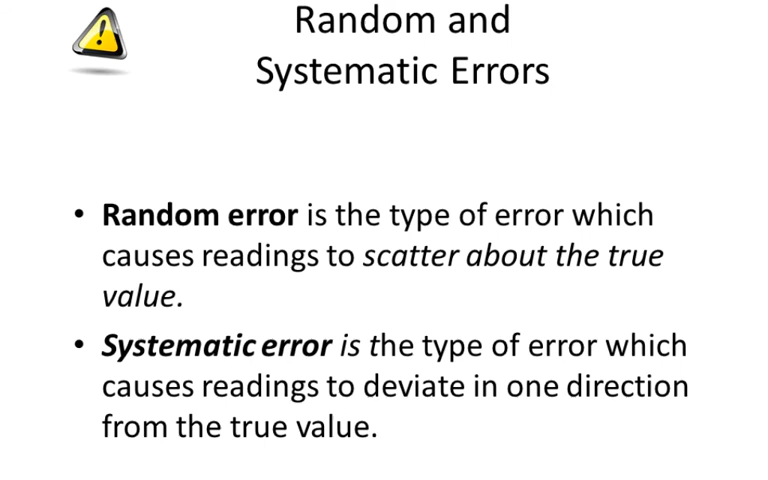 Random and
Systematic Errors
• Random error is the type of error which
causes readings to scatter about the true
value.
• Systematic error is the type of error which
causes readings to deviate in one direction
from the true value.